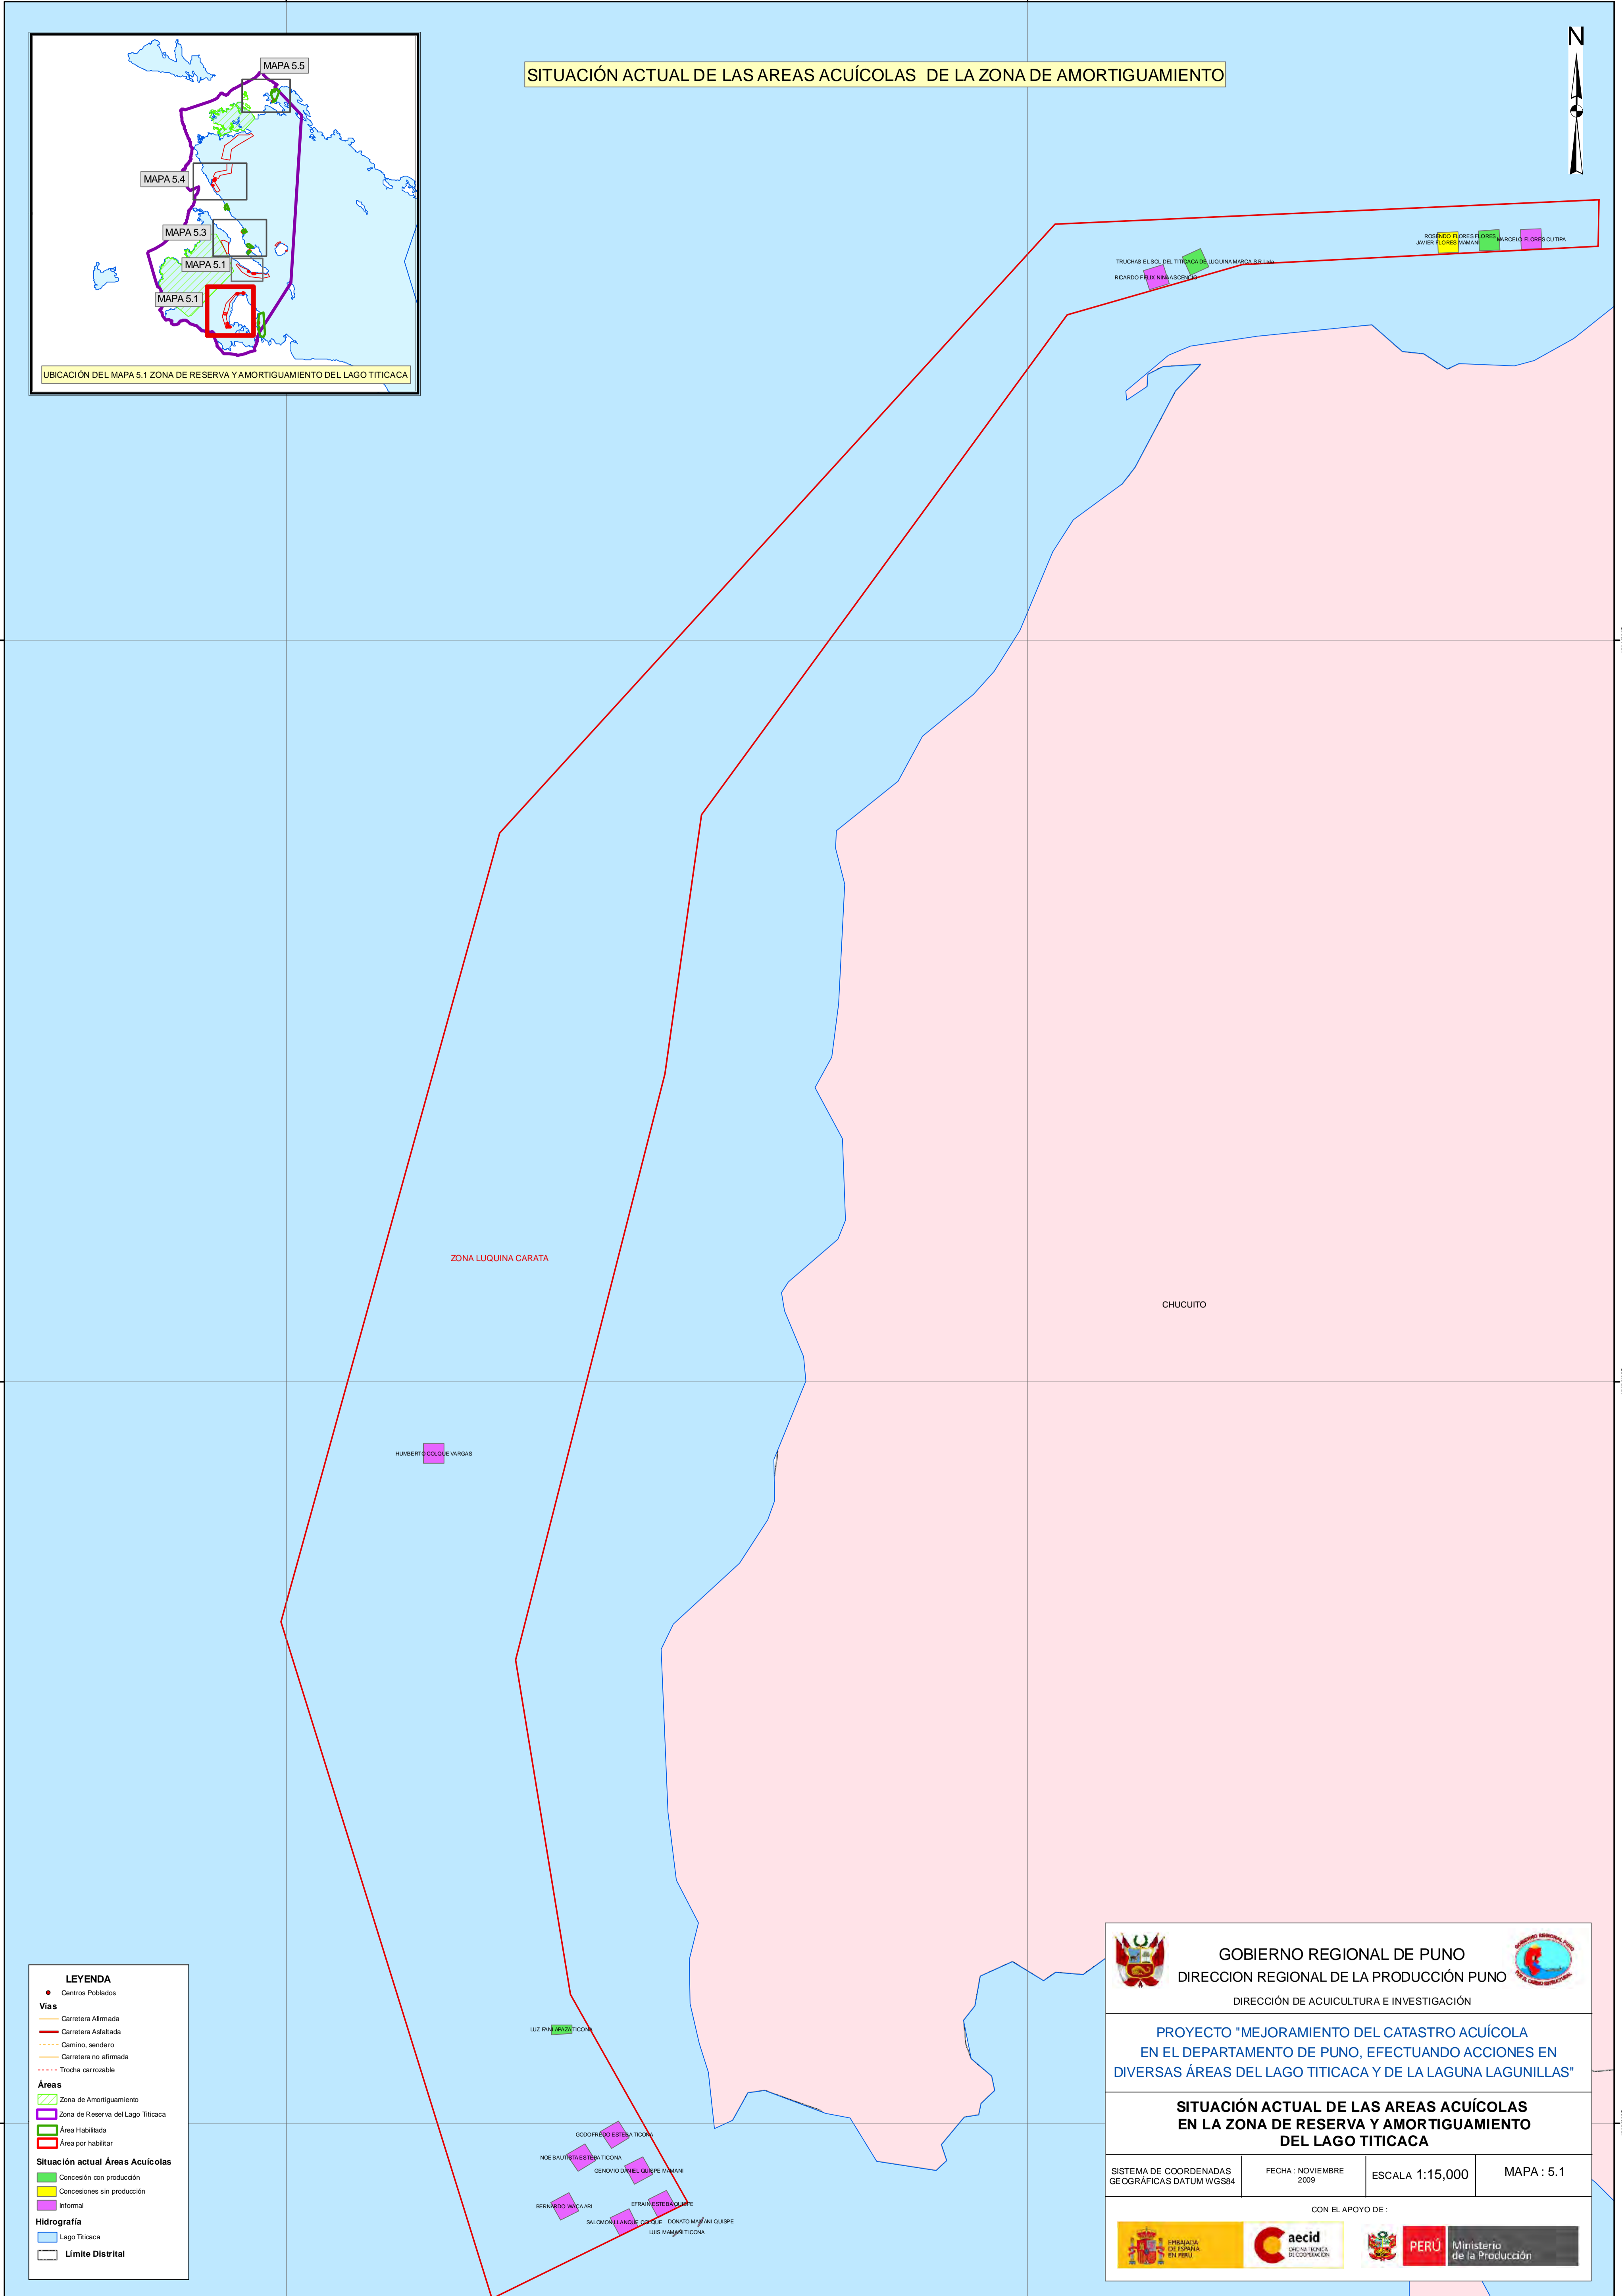 SITUACIÓN ACTUAL DE LAS AREAS ACUÍCOLAS DE LA ZONA DE AMORTIGUAMIENTO
N
MAPA 5.5
MAPA 5.4
MAPA 5.3
MAPA 5.1
MAPA 5.1
UBICACIÓN DEL MAPA 5.1 ZONA DE RESERVA Y AMORTIGUAMIENTO DEL LAGO TITICACA
ROSENDO FLORES FLORES
JAVIER FLORES MAMANI
MARCELO FLORES CUTIPA
TRUCHAS EL SOL DEL TITICACA DE LUQUINA MARCA S.R.Ltda
RICARDO FELIX NINA ASCENCIO
ZONA LUQUINA CARATA
CHUCUITO
HUMBERTO COLQUE VARGAS
LUZ FANI APAZA TICONA
GODOFREDO ESTEBA TICONA
NOE BAUTISTA ESTEBA TICONA
GENOVIO DANIEL QUISPE MAMANI
BERNARDO WACA ARI
EFRAIN ESTEBA QUISPE
SALOMON LLANQUE COLQUE
DONATO MAMANI QUISPE
LUIS MAMANI TICONA
LEYENDA
Centros Poblados
Vías
Carretera Afirmada
Carretera Asfaltada
Camino, sendero
Carretera no afirmada
Trocha carrozable
Áreas
Zona de Amortiguamiento
Zona de Reserva del Lago Titicaca
Área Habilitada
Área por habilitar
Situación actual Áreas Acuícolas
Concesión con producción
Concesiones sin producción
Informal
Hidrografía
Lago Titicaca
Límite Distrital
GOBIERNO REGIONAL DE PUNO
DIRECCION REGIONAL DE LA PRODUCCIÓN PUNO
DIRECCIÓN DE ACUICULTURA E INVESTIGACIÓN
PROYECTO "MEJORAMIENTO DEL CATASTRO ACUÍCOLA
EN EL DEPARTAMENTO DE PUNO, EFECTUANDO ACCIONES EN
DIVERSAS ÁREAS DEL LAGO TITICACA Y DE LA LAGUNA LAGUNILLAS"
SITUACIÓN ACTUAL DE LAS AREAS ACUÍCOLAS
EN LA ZONA DE RESERVA Y AMORTIGUAMIENTO
DEL LAGO TITICACA
SISTEMA DE COORDENADAS
GEOGRÁFICAS DATUM WGS84
FECHA : NOVIEMBRE
2009
ESCALA 1:15,000
MAPA : 5.1
CON EL APOYO DE :
EMBAJADA
DE ESPAÑA
EN PERÚ
aecid
OFICINA TÉCNICA
DE COOPERACIÓN
PERÚ
Ministerio
de la Producción